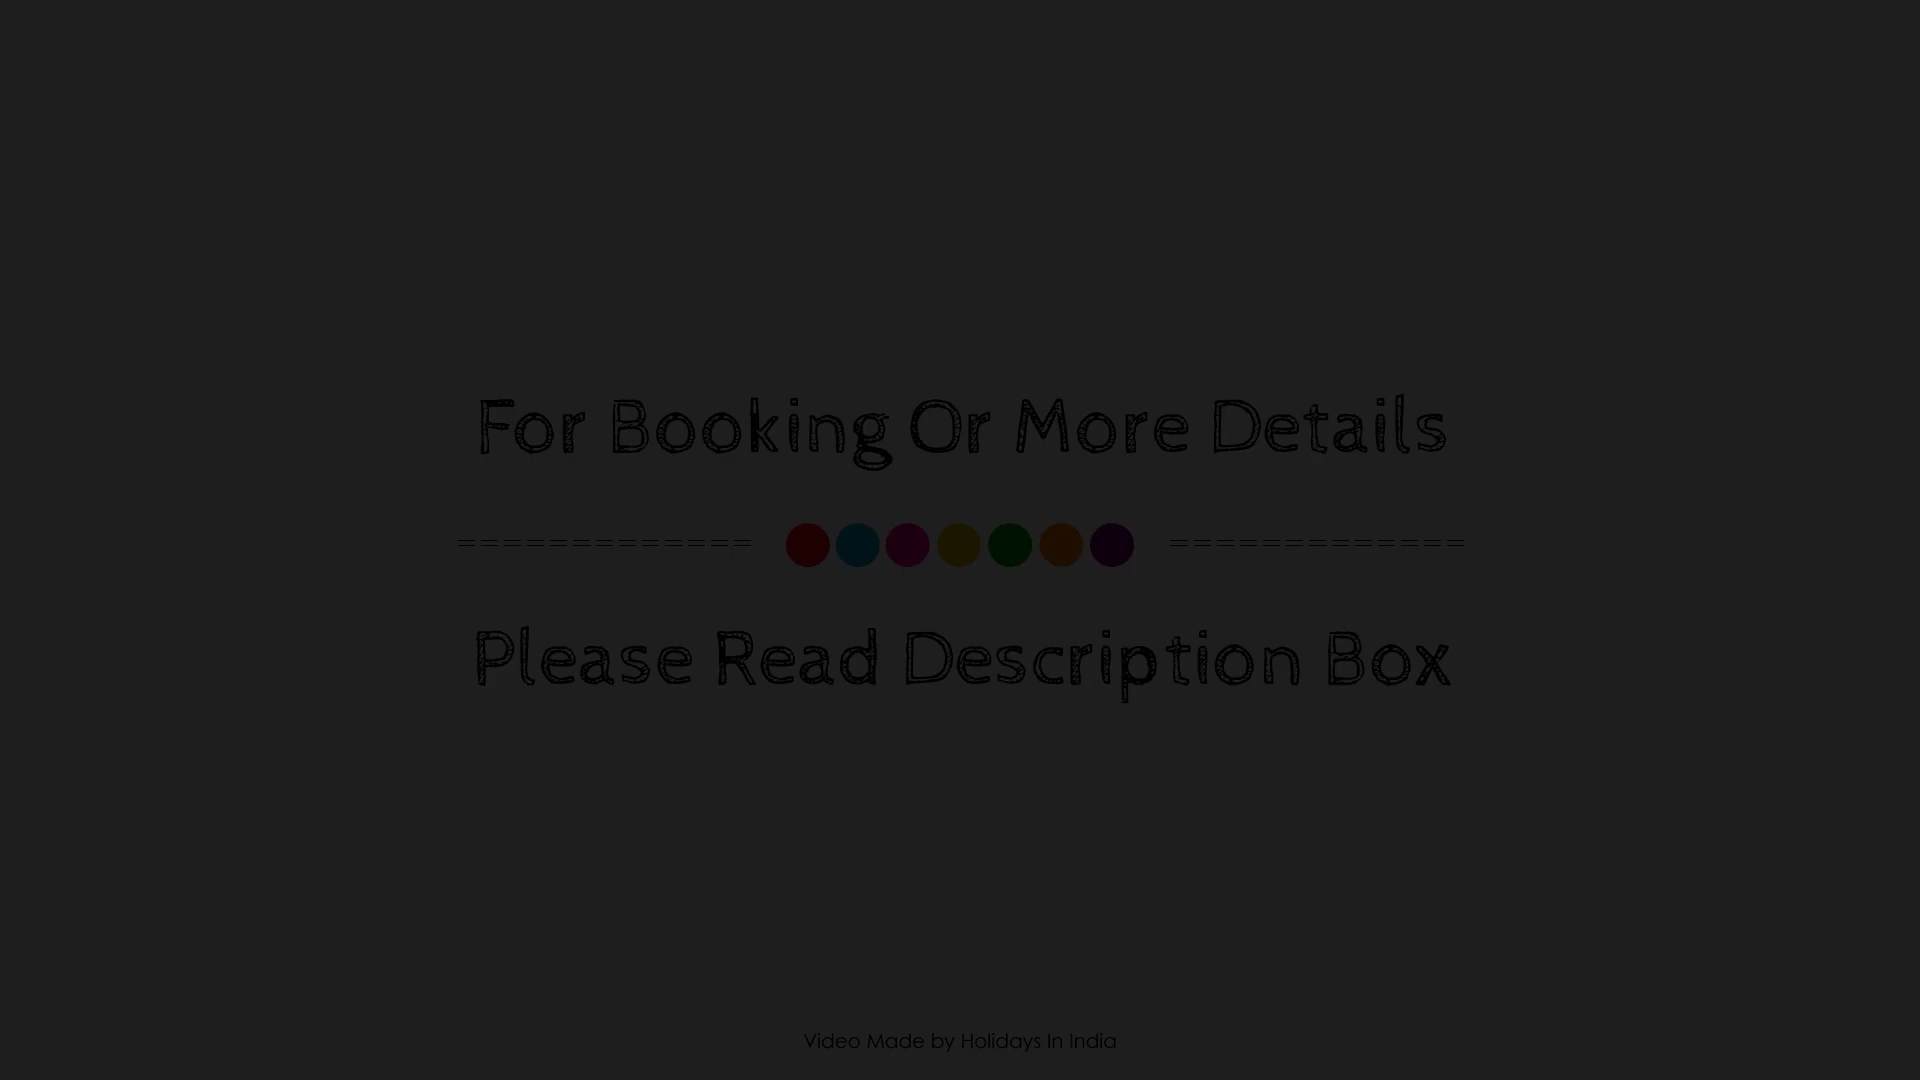 For Booking Or More Details
============= =============
Please Read Description Box
Video Made by Holidays In India